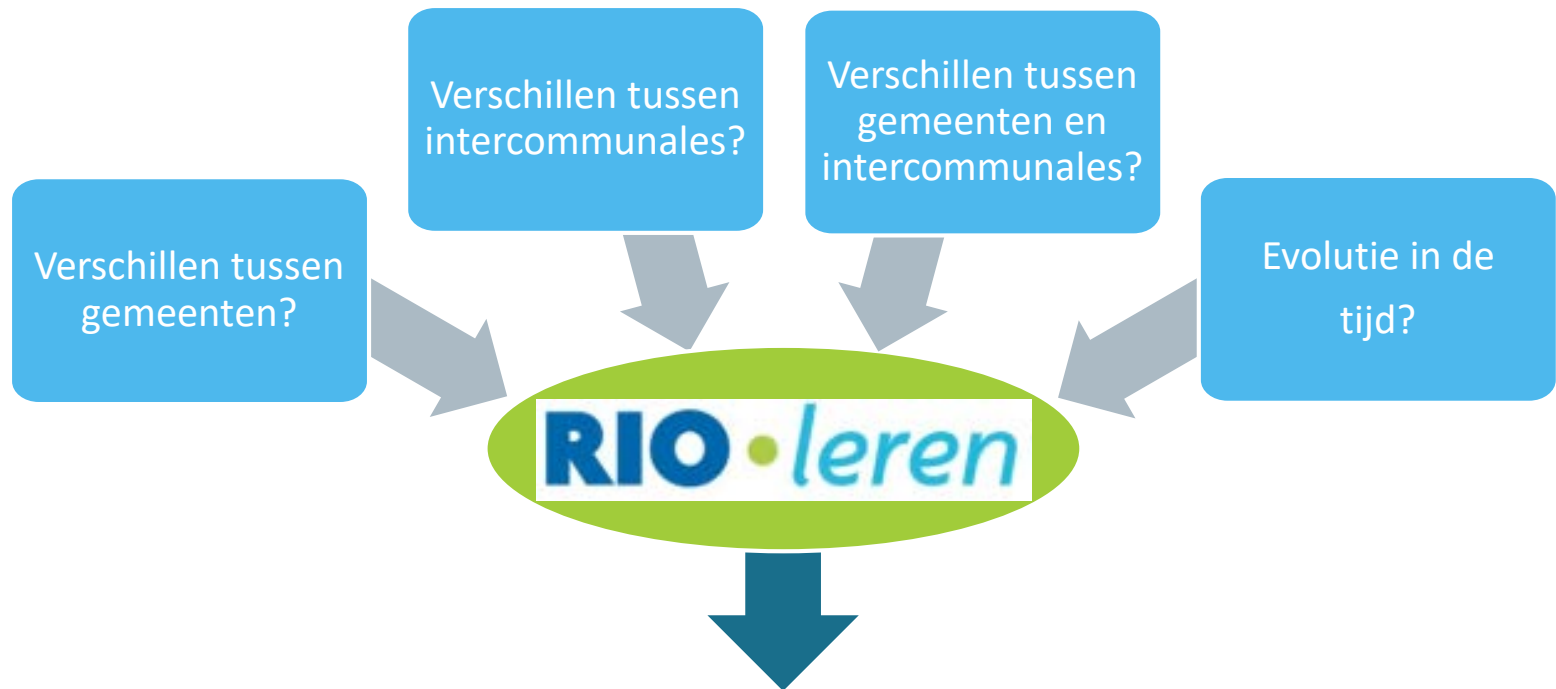 Verschillen tussen
gemeenten?
Verschillen tussen
intercommunales?
Verschillen tussen
gemeenten en
intercommunales?
Evolutie in de
tijd?
RIO • leren